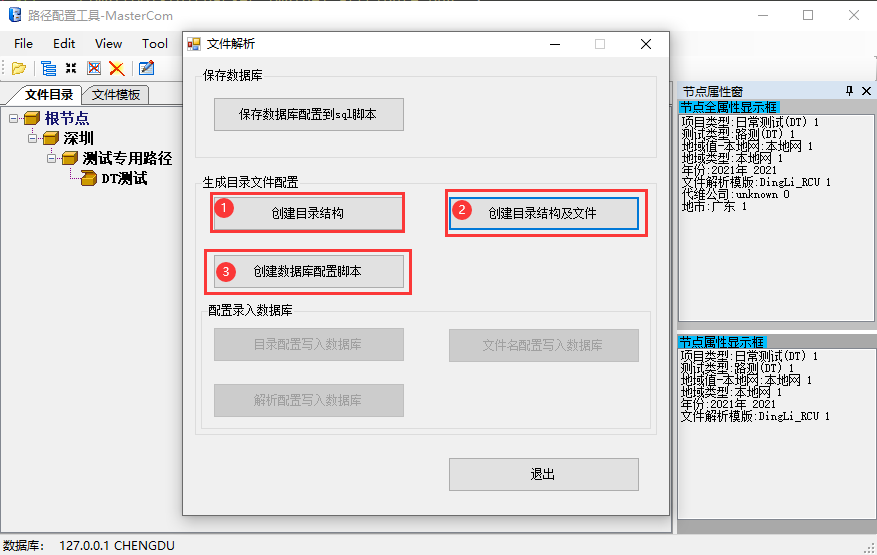 路径配置工具-MasterCom
File Edit View Tool
文件目录 文件模板
根节点
深圳
测试专用路径
DT测试
文件解析
保存数据库
保存数据库配置到sql脚本
生成目录文件配置
1 创建目录结构
2 创建目录结构及文件
3 创建数据库配置脚本
配置录入数据库
目录配置写入数据库
文件名配置写入数据库
解析配置写入数据库
退出
节点属性窗
节点全属性显示框
项目类型:日常测试(DT) 1
测试类型:路测(DT) 1
地域值-本地网:本地网 1
地域类型:本地网 1
年份:2021年 2021
文件解析模版:DingLi_RCU 1
代维公司:unknown 0
地市:广东 1
节点属性显示框
项目类型:日常测试(DT) 1
测试类型:路测(DT) 1
地域值-本地网:本地网 1
地域类型:本地网 1
年份:2021年 2021
文件解析模版:DingLi_RCU 1
数据库: 127.0.0.1 CHENGDU